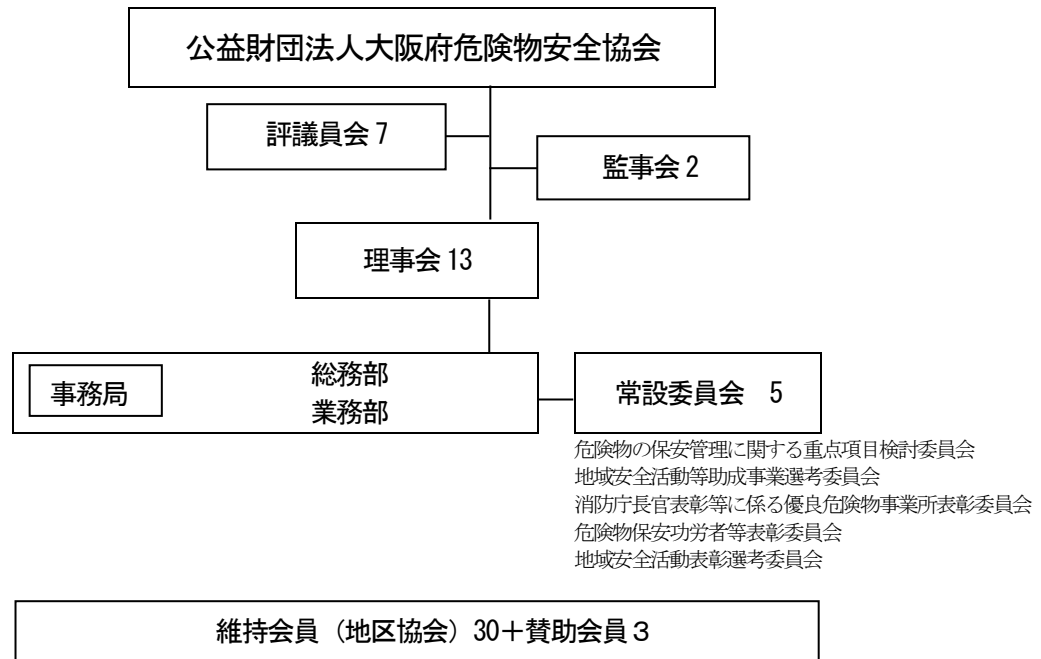 公益財団法人大阪府危険物安全協会
評議員会 7
監事会 2
理事会 13
事務局
総務部
業務部
常設委員会　5
危険物の保安管理に関する重点項目検討委員会
地域安全活動等助成事業選考委員会
消防庁長官表彰等に係る優良危険物事業所表彰委員会
危険物保安功労者等表彰委員会
地域安全活動表彰選考委員会
維持会員（地区協会）30＋賛助会員３